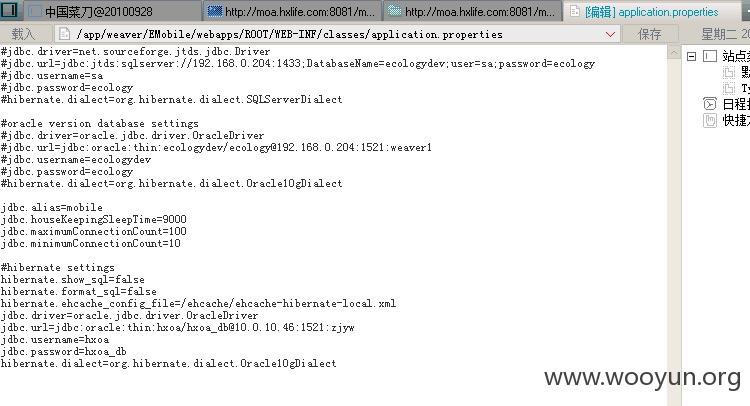 中国菜刀@20100928
http://moa.hxlife.com:8081/m...
http://moa.hxlife.com:8081/m...
[编辑] application.properties
载入
/app/weaver/EMobile/webapps/ROOT/WEB-INF/classes/application.properties
保存
星期二 20
#jdbc.driver=net.sourceforge.jtds.jdbc.Driver
#jdbc.url=jdbc:jtds:sqlserver://192.168.0.204:1433;DatabaseName=ecologydev;user=sa;password=ecology
#jdbc.username=sa
#jdbc.password=ecology
#hibernate.dialect=org.hibernate.dialect.SQLServerDialect
#oracle version database settings
#jdbc.driver=oracle.jdbc.driver.OracleDriver
#jdbc.url=jdbc:oracle:thin:ecologydev/ecology@192.168.0.204:1521:weaver1
#jdbc.username=ecologydev
#jdbc.password=ecology
#hibernate.dialect=org.hibernate.dialect.Oracle10gDialect
jdbc.alias=mobile
jdbc.houseKeepingSleepTime=9000
jdbc.maximumConnectionCount=100
jdbc.minimumConnectionCount=10
#hibernate settings
hibernate.show_sql=false
hibernate.format_sql=false
hibernate.ehcache_config_file=/ehcache/ehcache-hibernate-local.xml
jdbc.driver=oracle.jdbc.driver.OracleDriver
jdbc.url=jdbc:oracle:thin:hxoa/hxoa_db@10.0.10.46:1521:zjyw
jdbc.username=hxoa
jdbc.password=hxoa_db
hibernate.dialect=org.hibernate.dialect.Oracle10gDialect
站点
Ty
日程
快捷
www.wooyun.org